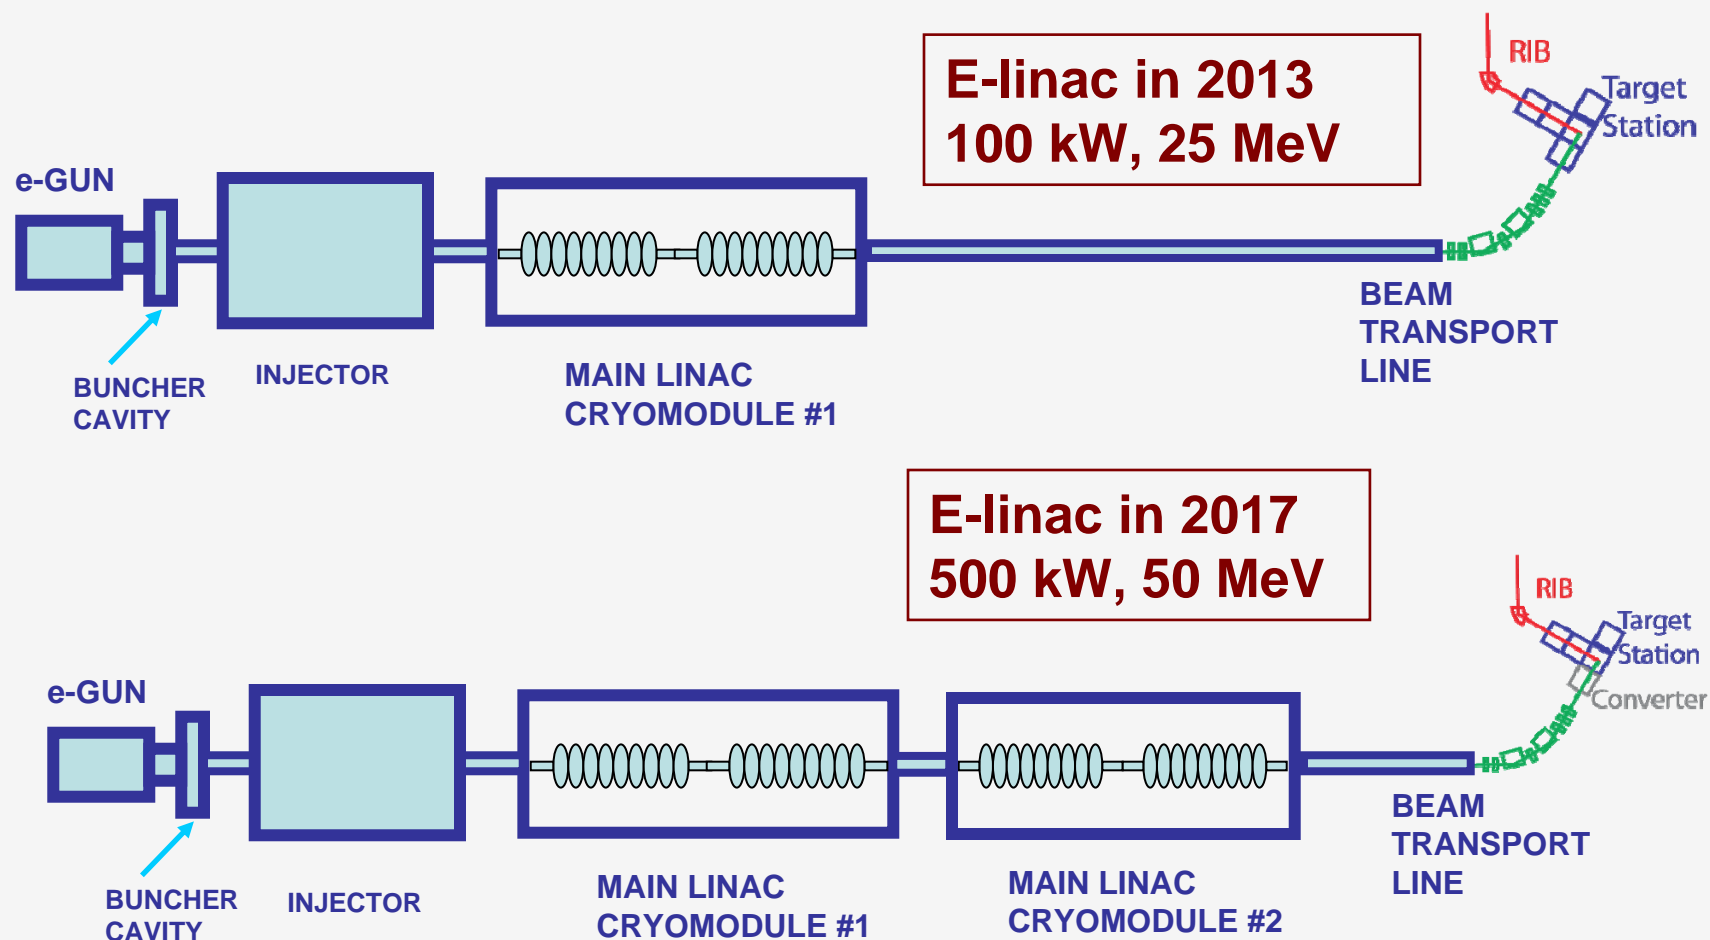 E-linac in 2013
100 kW, 25 MeV
RIB
Target
Station
e-GUN
BUNCHER
CAVITY
INJECTOR
MAIN LINAC
CRYOMODULE #1
BEAM
TRANSPORT
LINE
E-linac in 2017
500 kW, 50 MeV
RIB
Target
Station
Converter
e-GUN
BUNCHER
CAVITY
INJECTOR
MAIN LINAC
CRYOMODULE #1
MAIN LINAC
CRYOMODULE #2
BEAM
TRANSPORT
LINE